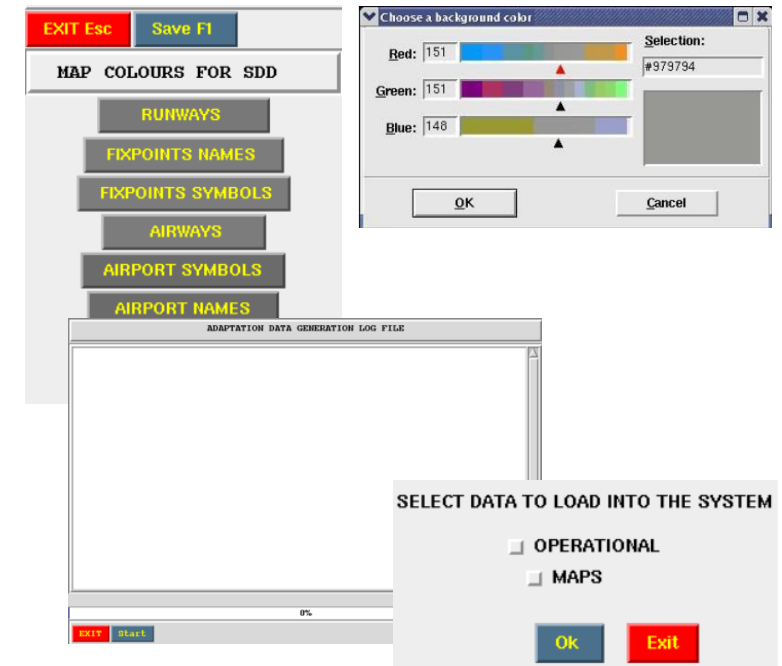 EXIT Esc Save F1
MAP COLOURS FOR SDD
RUNWAYS
FIXPOINTS NAMES
FIXPOINTS SYMBOLS
AIRWAYS
AIRPORT SYMBOLS
AIRPORT NAMES
Choose a background color
Red: 151
Green: 151
Blue: 148
Selection:
#979794
OK Cancel
ADAPTATION DATA GENERATION LOG FILE
0%
EXIT Start
SELECT DATA TO LOAD INTO THE SYSTEM
OPERATIONAL
MAPS
Ok Exit